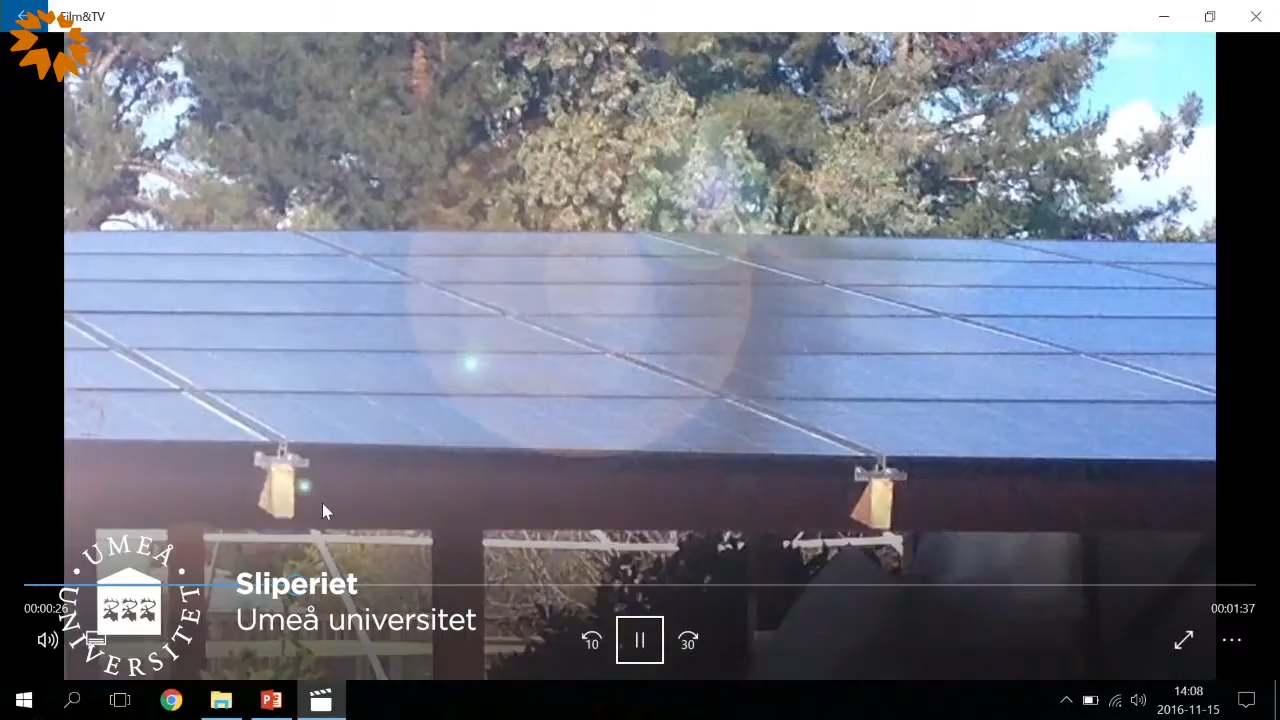 Film&TV
UMEÅ UNIVERSITET
Sliperiet
Umeå universitet
00:00:26
00:01:37
10
30
14:08
2016-11-15